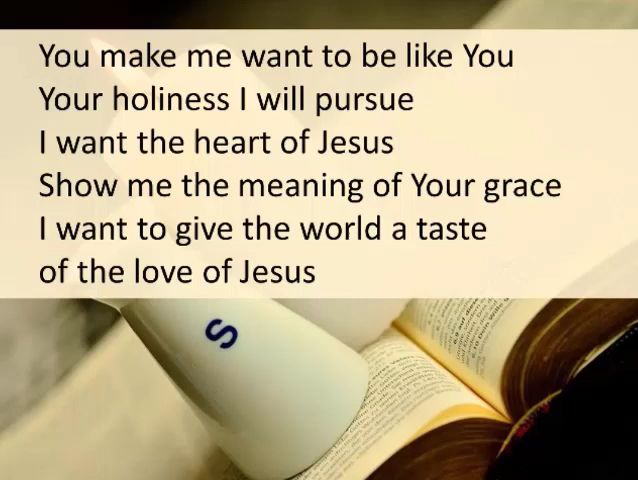 You make me want to be like You
Your holiness I will pursue
I want the heart of Jesus
Show me the meaning of Your grace
I want to give the world a taste
of the love of Jesus
S